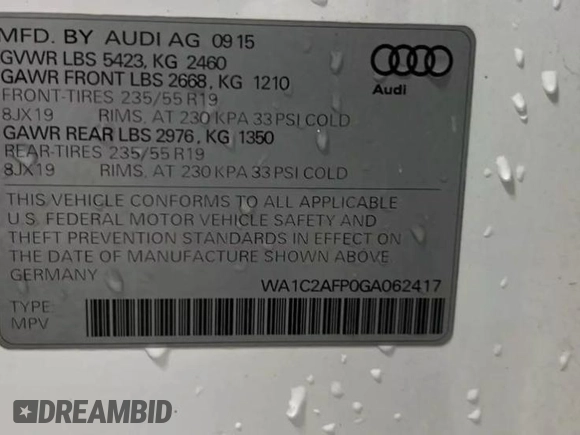 MFD. BY AUDI AG 09 15
GVWR LBS 5423, KG 2460
GAWR FRONT LBS 2668, KG 1210
FRONT-TIRES 235/55 R19
8JX19 RIMS. AT 230 KPA 33 PSI COLD
GAWR REAR LBS 2976, KG 1350
REAR-TIRES 235/55 R19
8JX19 RIMS. AT 230 KPA 33 PSI COLD
Audi
THIS VEHICLE CONFORMS TO ALL APPLICABLE
U.S. FEDERAL MOTOR VEHICLE SAFETY AND
THEFT PREVENTION STANDARDS IN EFFECT ON
THE DATE OF MANUFACTURE SHOWN ABOVE
GERMANY
WA1C2AFP0GA062417
TYPE:
MPV
DREAMBID